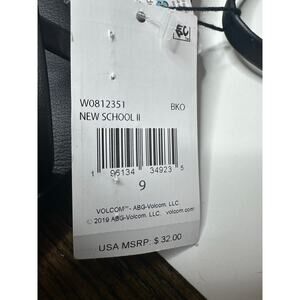 W0812351 BKO
NEW SCHOOL II
1 96134 34923 5
9
VOLCOM™ - ABG-Volcom, LLC.
© 2019 ABG-Volcom, LLC. volcom.com
USA MSRP: $ 32.00